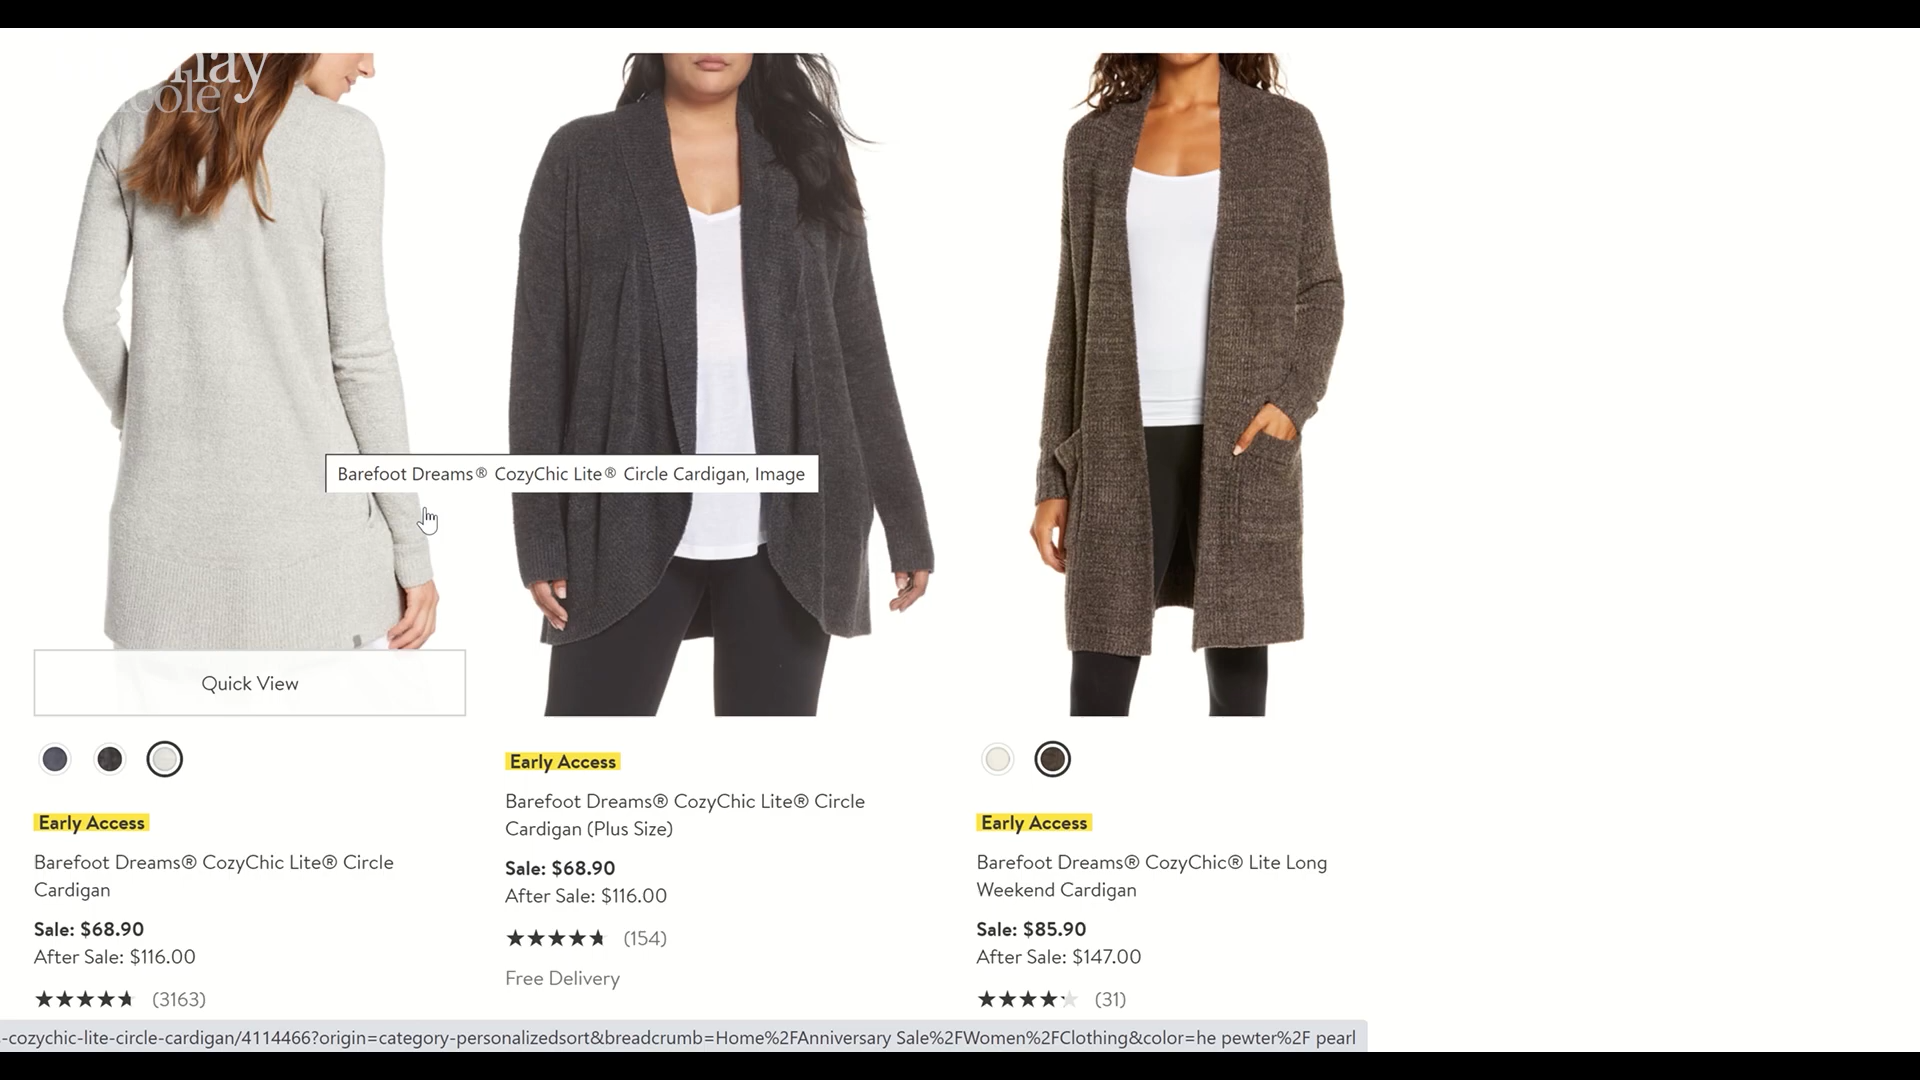 cole
Barefoot Dreams® CozyChic Lite® Circle Cardigan, Image
Quick View
Early Access
Barefoot Dreams® CozyChic Lite® Circle
Cardigan
Sale: $68.90
After Sale: $116.00
(3163)
Early Access
Barefoot Dreams® CozyChic Lite® Circle
Cardigan (Plus Size)
Sale: $68.90
After Sale: $116.00
(154)
Free Delivery
Early Access
Barefoot Dreams® CozyChic® Lite Long
Weekend Cardigan
Sale: $85.90
After Sale: $147.00
(31)
-cozychic-lite-circle-cardigan/4114466?origin=category-personalizedsort&breadcrumb=Home%2FAnniversary Sale%2FWomen%2FClothing&color=he pewter%2F pearl